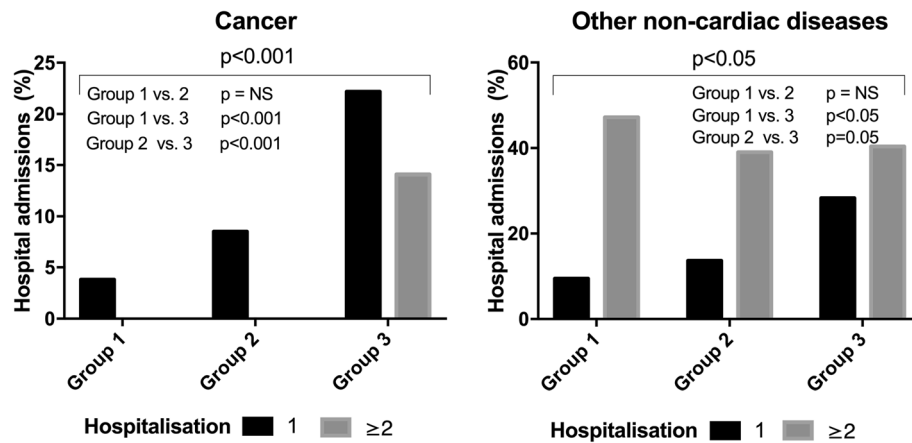 Cancer
p<0.001
Hospital admissions (%)
25
20
15
10
5
0
Group 1 vs. 2 p = NS
Group 1 vs. 3 p<0.001
Group 2 vs. 3 p<0.001
Group 1
Group 2
Group 3
Hospitalisation 1 ≥2
Other non-cardiac diseases
p<0.05
Hospital admissions (%)
60
40
20
0
Group 1 vs. 2 p = NS
Group 1 vs. 3 p<0.05
Group 2 vs. 3 p=0.05
Group 1
Group 2
Group 3
Hospitalisation 1 ≥2